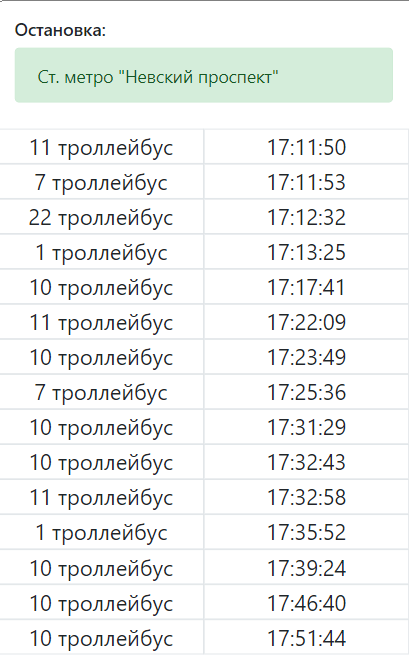 Остановка:
Ст. метро "Невский проспект"
11 троллейбус 17:11:50
7 троллейбус 17:11:53
22 троллейбус 17:12:32
1 троллейбус 17:13:25
10 троллейбус 17:17:41
11 троллейбус 17:22:09
10 троллейбус 17:23:49
7 троллейбус 17:25:36
10 троллейбус 17:31:29
10 троллейбус 17:32:43
11 троллейбус 17:32:58
1 троллейбус 17:35:52
10 троллейбус 17:39:24
10 троллейбус 17:46:40
10 троллейбус 17:51:44